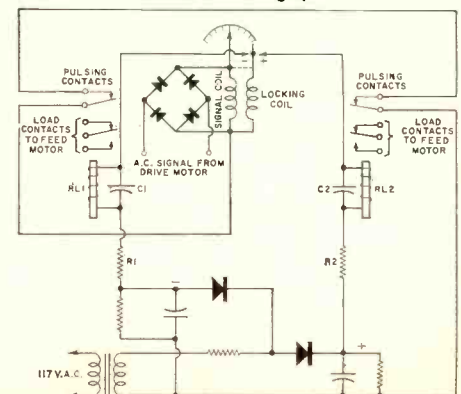 PULSING
CONTACTS
LOAD
CONTACTS
TO FEED
MOTOR
RL1
C1
SIGNAL COIL
LOCKING
COIL
A.C. SIGNAL FROM
DRIVE MOTOR
PULSING
CONTACTS
LOAD
CONTACTS
TO FEED
MOTOR
C2
RL2
R1
R2
117 V.A.C.